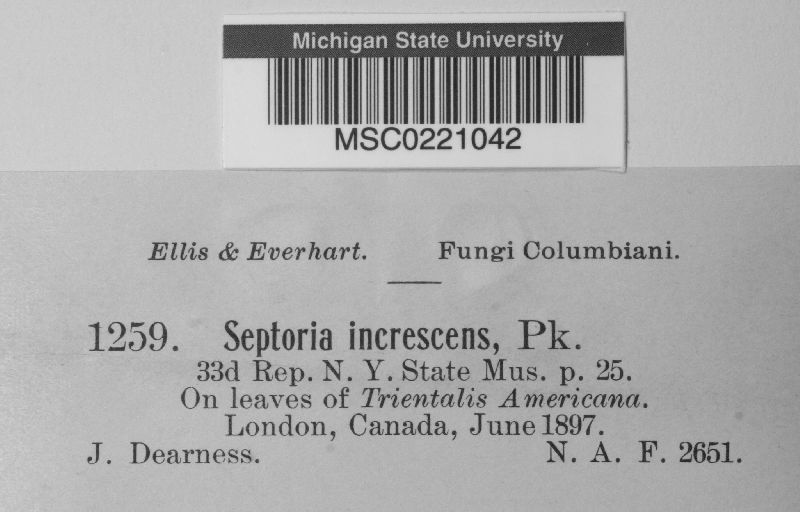 Michigan State University
MSC0221042
Ellis & Everhart. Fungi Columbiani.
1259. Septoria increscens, Pk.
33d Rep. N. Y. State Mus. p. 25.
On leaves of Trientalis Americana.
London, Canada, June 1897.
J. Dearness. N. A. F. 2651.